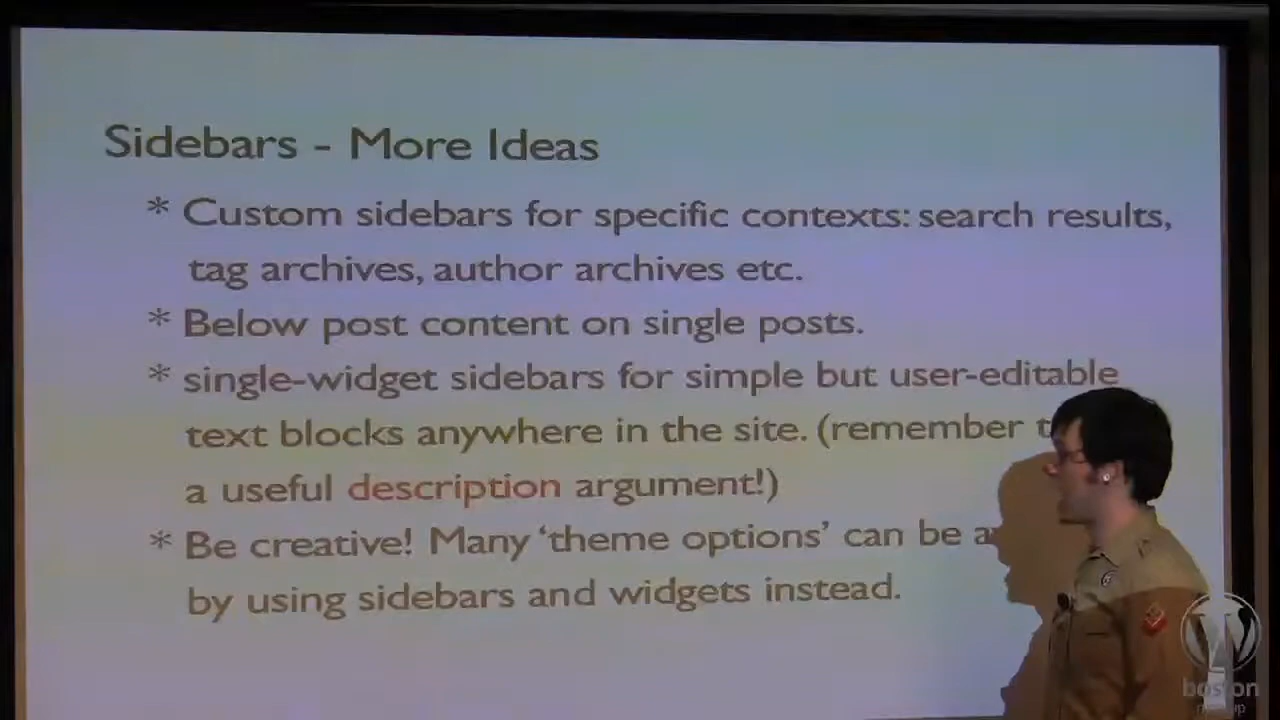 Sidebars - More Ideas
* Custom sidebars for specific contexts: search results,
tag archives, author archives etc.
* Below post content on single posts.
* single-widget sidebars for simple but user-editable
text blocks anywhere in the site. (remember
a useful description argument!)
* Be creative! Many ‘theme options’ can be
by using sidebars and widgets instead.
W
boston